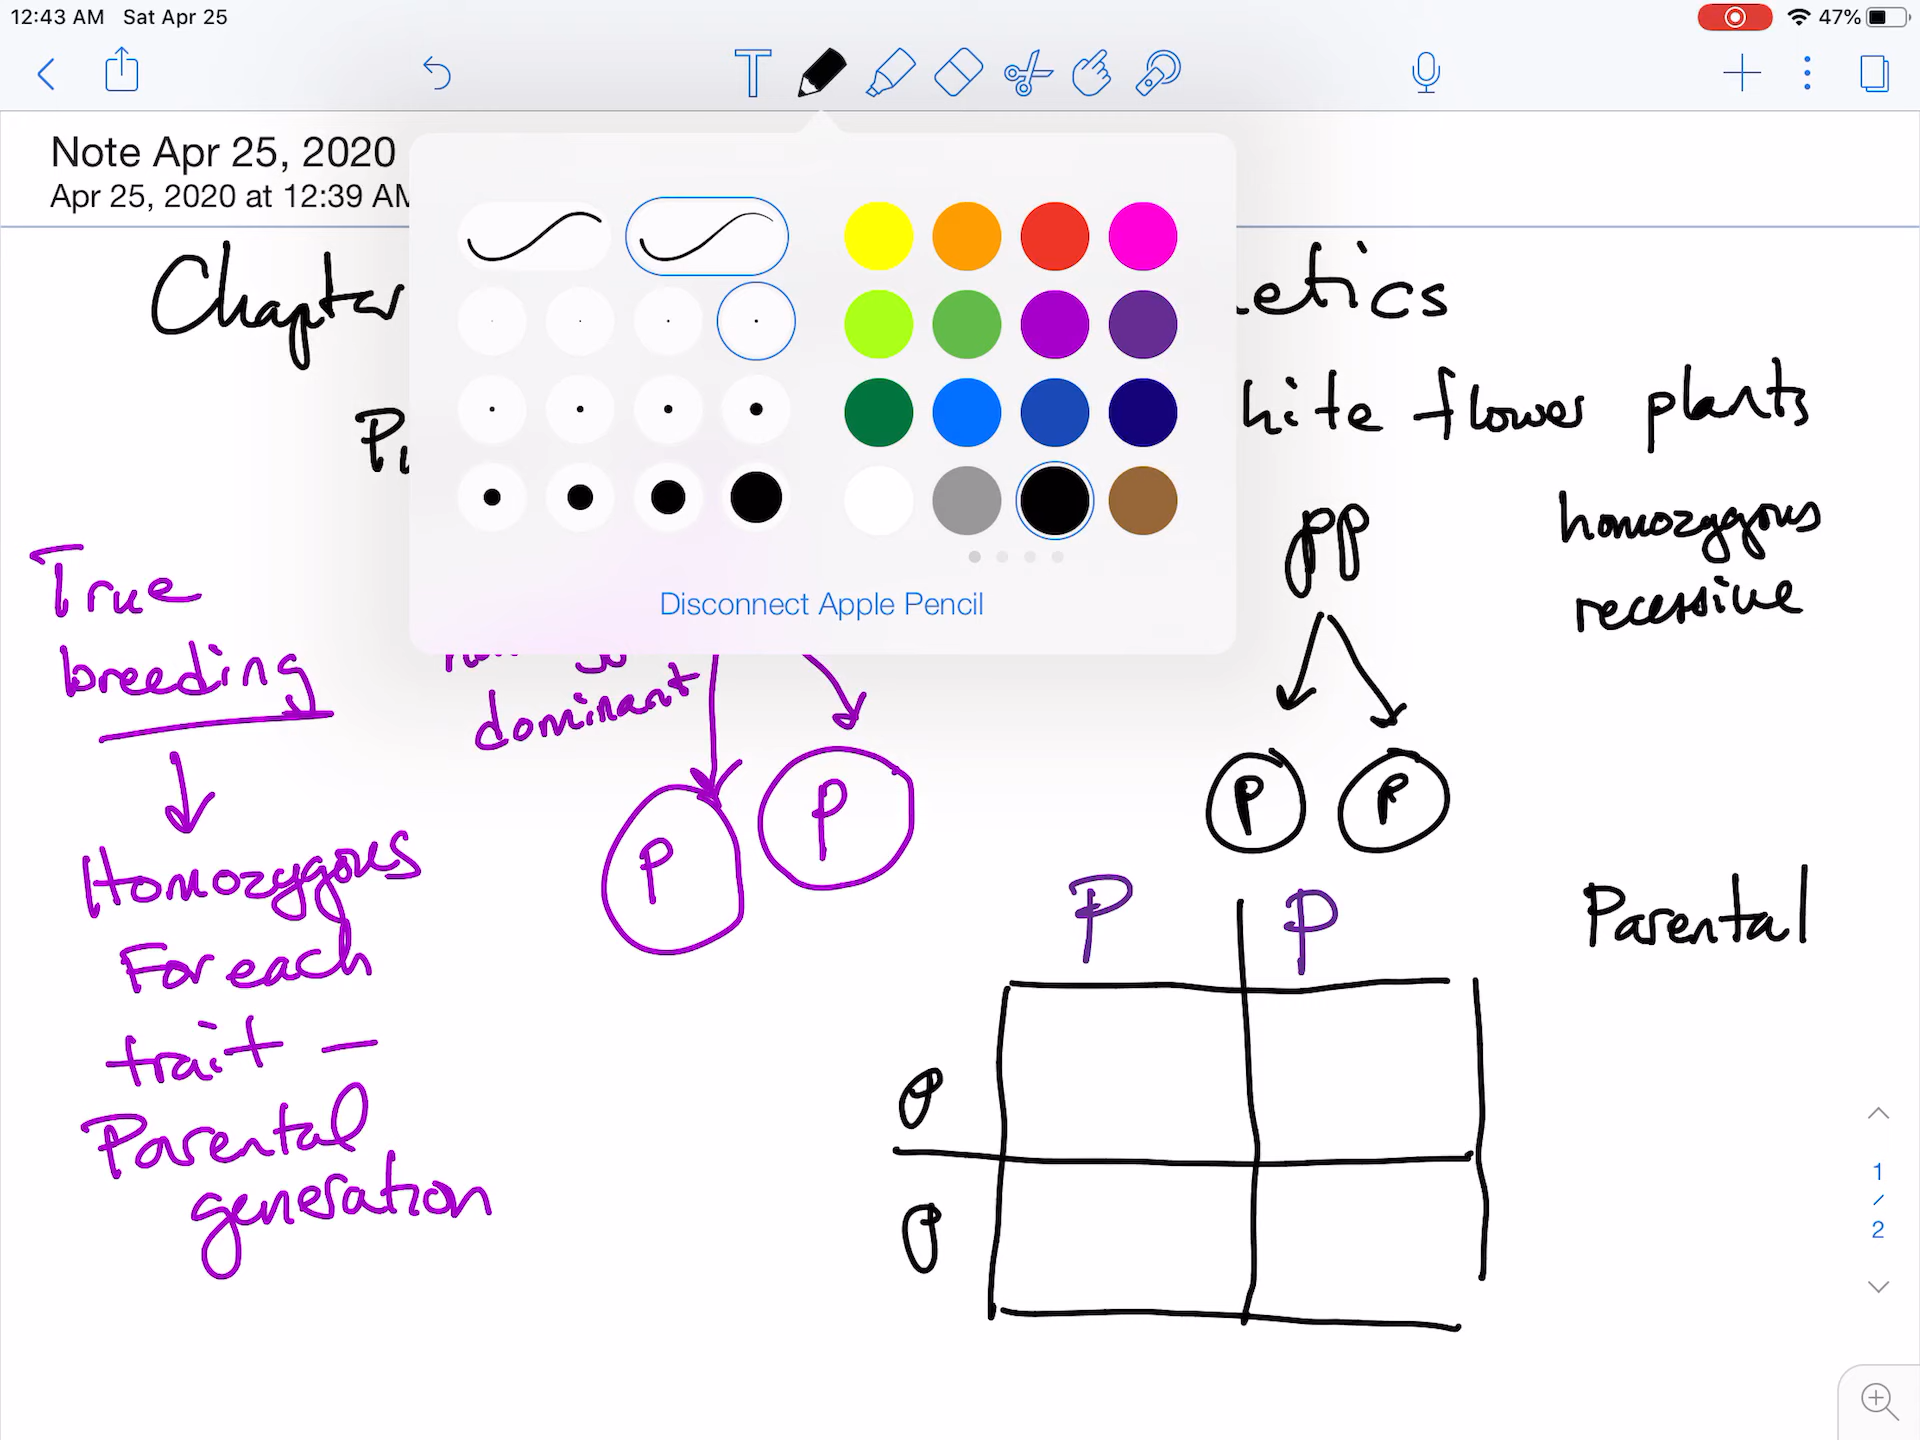 12:43 AM Sat Apr 25
47%
T
Note Apr 25, 2020
Apr 25, 2020 at 12:39 AM
Chapter
etics
hite flower plants
pp
homozygous
recessive
Disconnect Apple Pencil
True
breeding
dominant
P
P
p
p
Homozygous
For each
trait –
Parental
generation
P
P
Parental
p
p
1
/
2